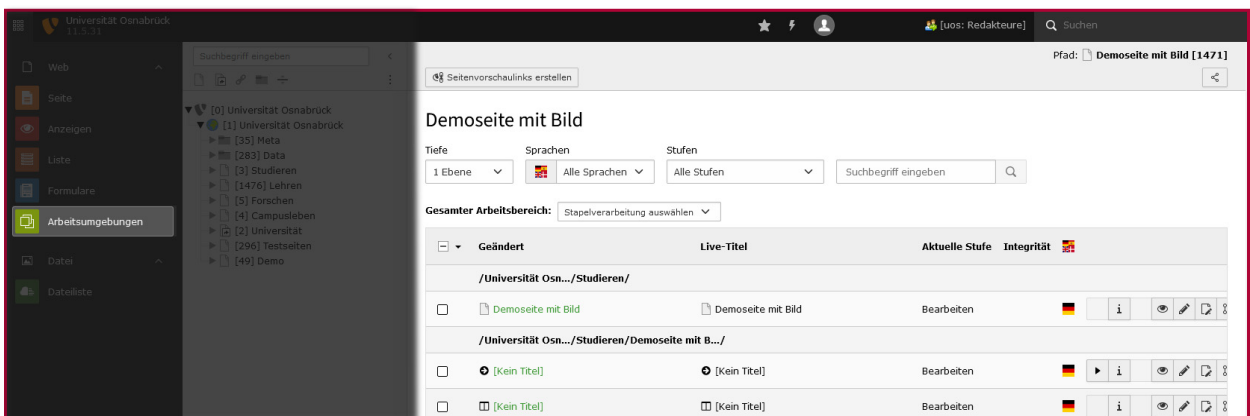 Universität Osnabrück
11.5.31
[uos: Redakteure]
Suchen
Web
Seite
Anzeigen
Liste
Formulare
Arbeitsumgebungen
Datei
Dateiliste
Suchbegriff eingeben
[0] Universität Osnabrück
[1] Universität Osnabrück
[35] Meta
[283] Data
[3] Studieren
[1476] Lehren
[5] Forschen
[4] Campusleben
[2] Universität
[296] Testseiten
[49] Demo
Pfad: Demoseite mit Bild [1471]
Seitenvorschaulinks erstellen
Demoseite mit Bild
Tiefe Sprachen Stufen
1 Ebene Alle Sprachen Alle Stufen Suchbegriff eingeben
Gesamter Arbeitsbereich: Stapelverarbeitung auswählen
Geändert Live-Titel Aktuelle Stufe Integrität
/Universität Osn.../Studieren/
Demoseite mit Bild Demoseite mit Bild Bearbeiten
/Universität Osn.../Studieren/Demoseite mit B.../
[Kein Titel] [Kein Titel] Bearbeiten
[Kein Titel] [Kein Titel] Bearbeiten